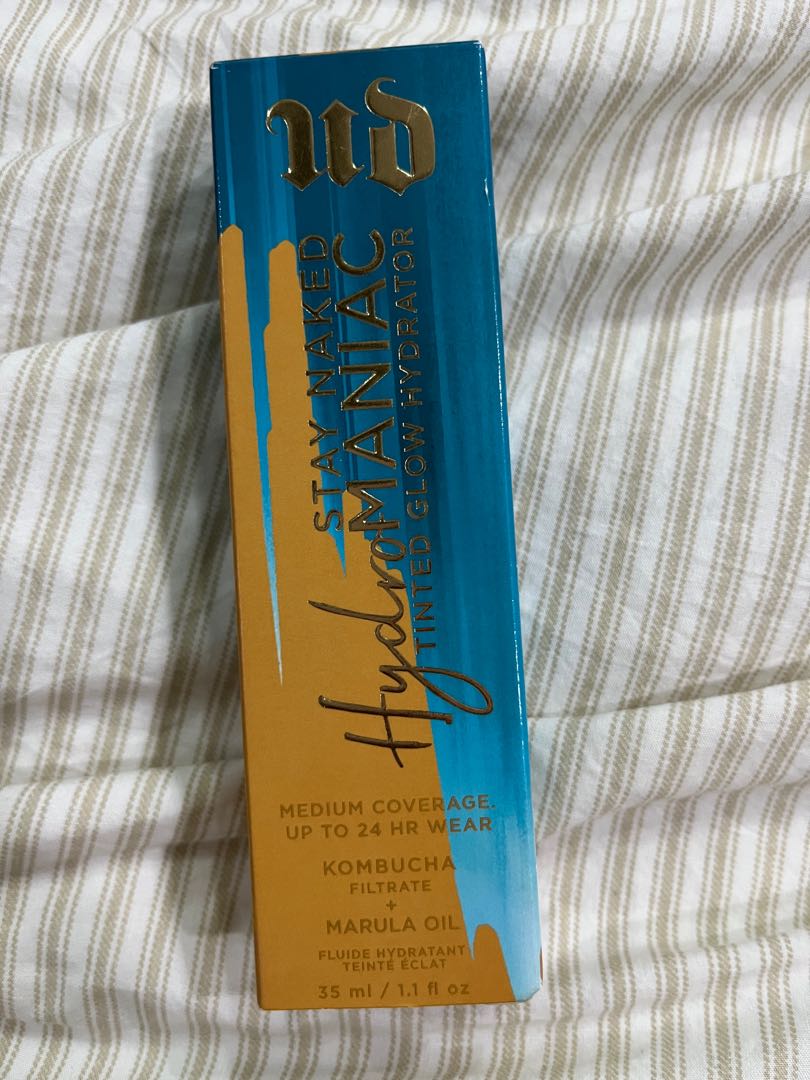 UD
STAY NAKED
HydroMANIAC
TINTED GLOW HYDRATOR
MEDIUM COVERAGE.
UP TO 24 HR WEAR
KOMBUCHA
FILTRATE
+
MARULA OIL
FLUIDE HYDRATANT
TEINTÉ ÉCLAT
35 ml / 1.1 fl oz